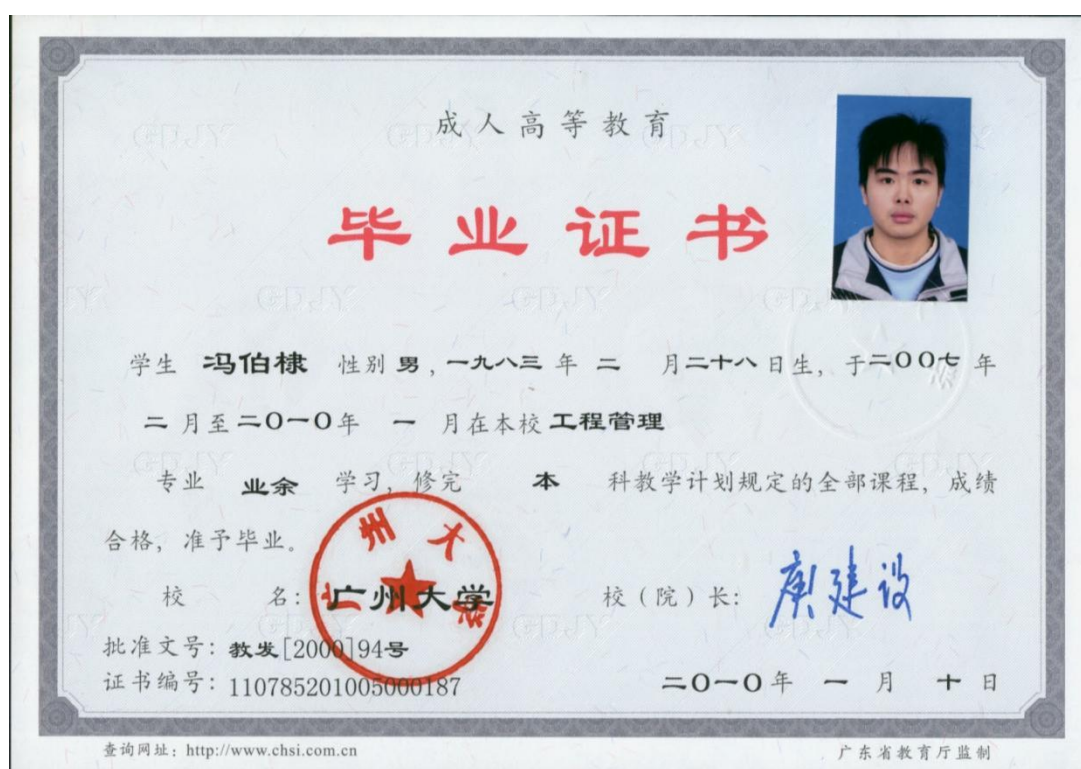 成人高等教育
毕业证书
学生 冯伯棣 性别 男，一九八三 年 二 月二十八日生，于二〇〇七 年
二 月至二〇一〇年 一 月在本校 工程管理
专业 业余 学习，修完 本 科教学计划规定的全部课程，成绩
合格，准予毕业。
广州大学
校 名：广州大学 校（院）长：庾建设
批准文号：教发[2000]94号
证书编号：110785201005000187 二〇一〇年 一 月 十 日
查询网址：http://www.chsi.com.cn 广东省教育厅监制
GDJY